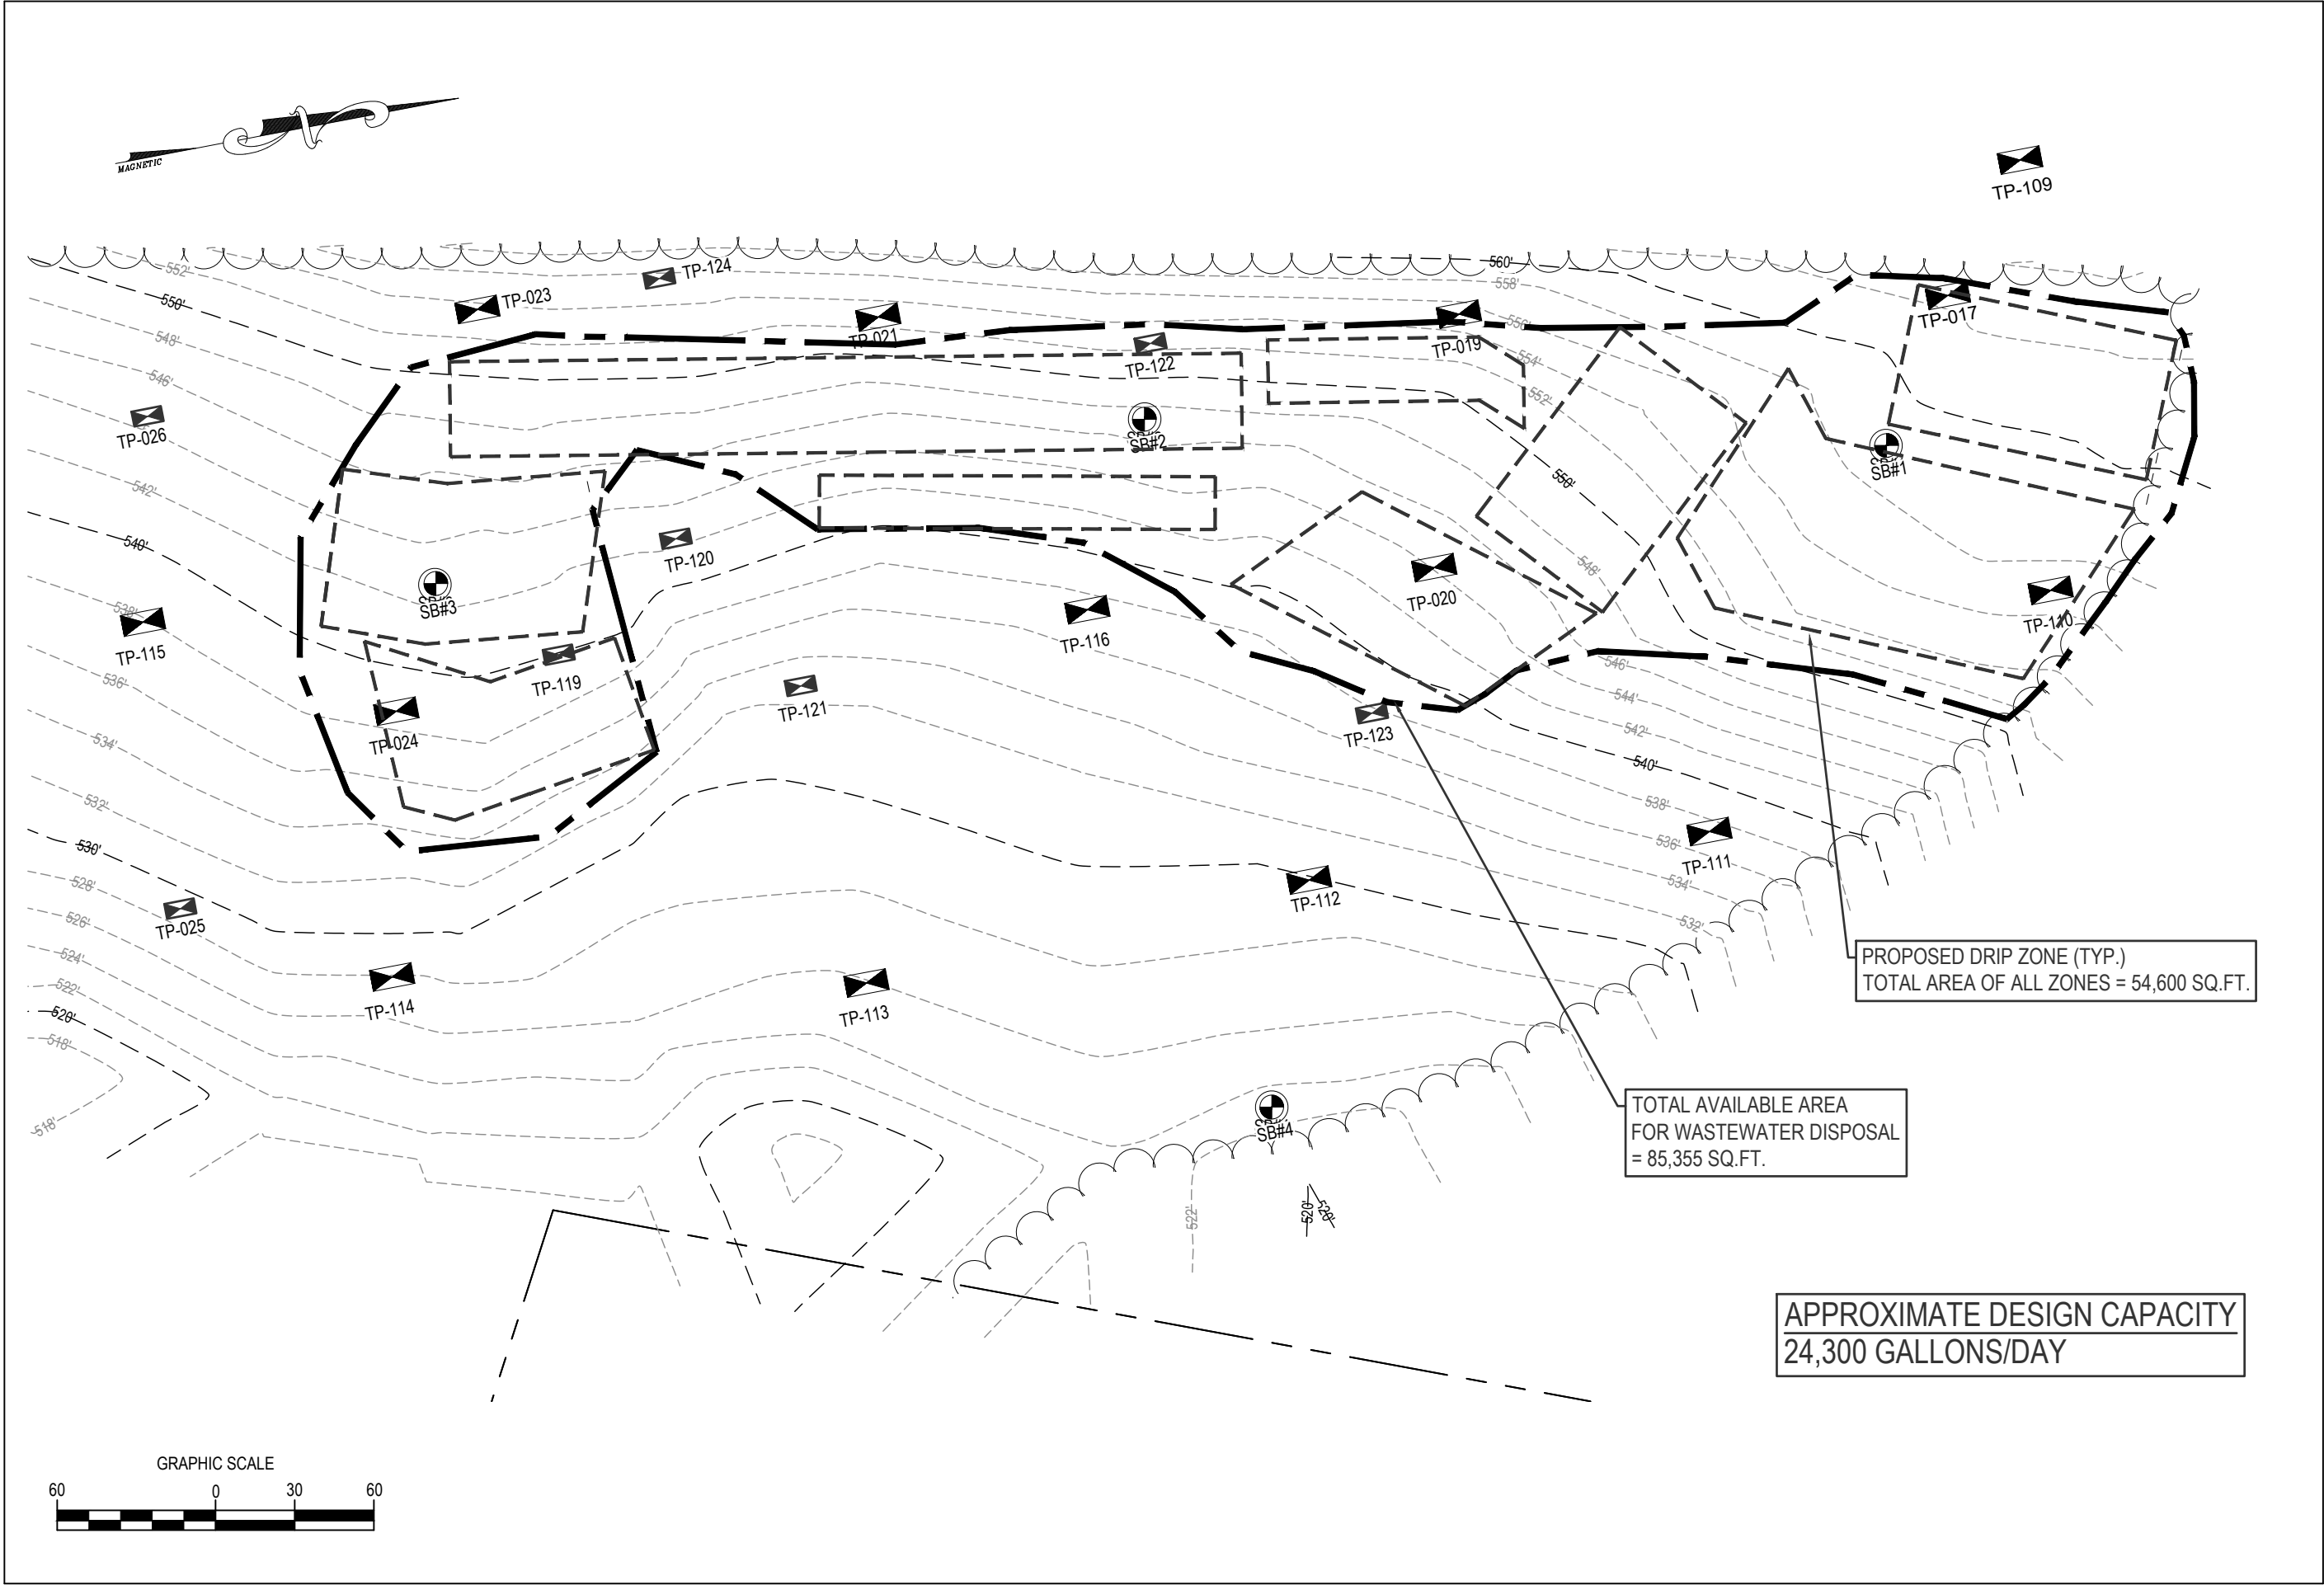 MAGNETIC
TP-109
TP-124
TP-023
TP-021
TP-122
TP-019
TP-017
560'
558'
556'
554'
552'
552'
550'
548'
546'
TP-026
542'
540'
538'
TP-115
536'
534'
532'
530'
528'
TP-025
526'
524'
522'
520'
518'
518'
SB#2
SB#1
550'
548'
TP-120
SB#3
TP-119
TP-024
TP-121
TP-116
TP-020
TP-110
TP-123
546'
544'
542'
540'
538'
536'
534'
532'
TP-111
TP-112
TP-114
TP-113
PROPOSED DRIP ZONE (TYP.)
TOTAL AREA OF ALL ZONES = 54,600 SQ.FT.
TOTAL AVAILABLE AREA
FOR WASTEWATER DISPOSAL
= 85,355 SQ.FT.
SB#4
522'
520'
520'
APPROXIMATE DESIGN CAPACITY
24,300 GALLONS/DAY
GRAPHIC SCALE
60 0 30 60